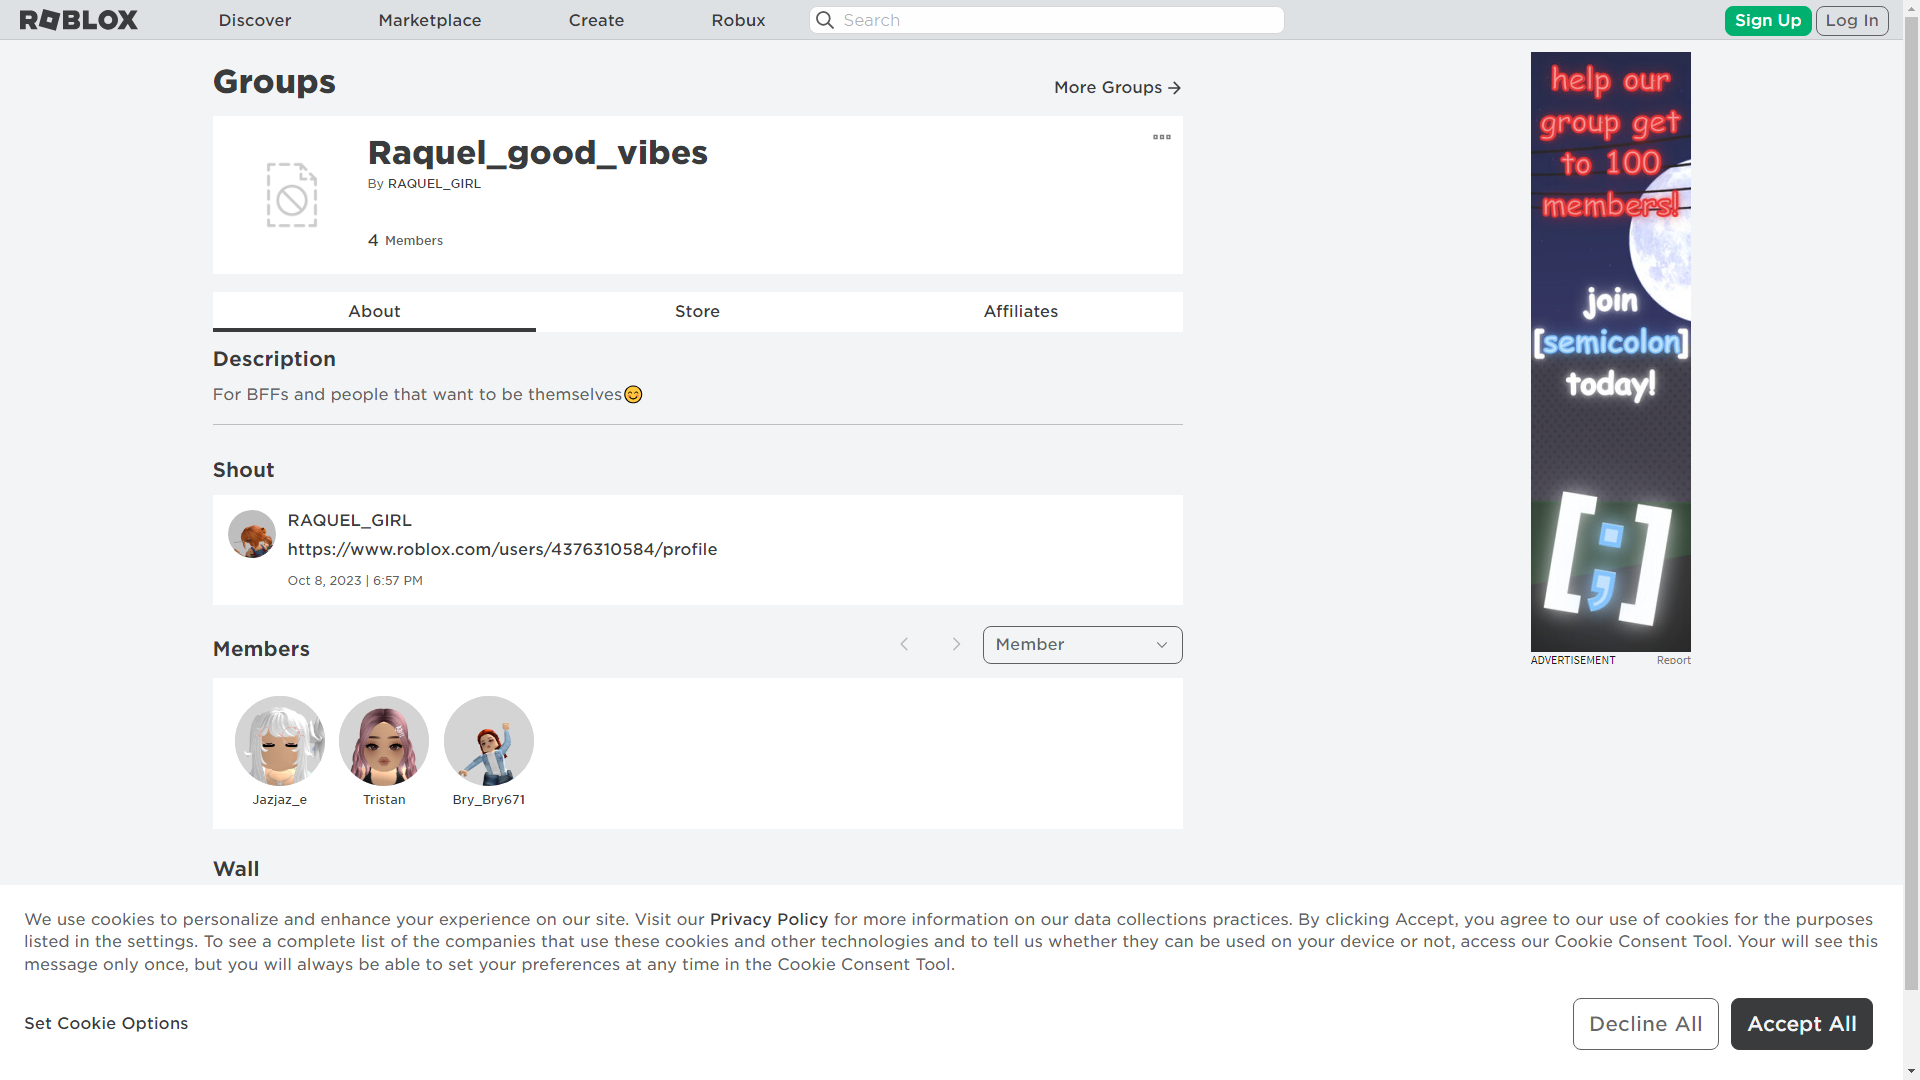 ROBLOX
Discover
Marketplace
Create
Robux
Search
Sign Up
Log In
Groups
More Groups
Raquel_good_vibes
By RAQUEL_GIRL
4 Members
About
Store
Affiliates
Description
For BFFs and people that want to be themselves😊
Shout
RAQUEL_GIRL
https://www.roblox.com/users/4376310584/profile
Oct 8, 2023 | 6:57 PM
Members
Member
Jazjaz_e
Tristan
Bry_Bry671
Wall
help our
group get
to 100
members!
join
[semicolon]
today!
[;]
ADVERTISEMENT
Report
We use cookies to personalize and enhance your experience on our site. Visit our Privacy Policy for more information on our data collections practices. By clicking Accept, you agree to our use of cookies for the purposes
listed in the settings. To see a complete list of the companies that use these cookies and other technologies and to tell us whether they can be used on your device or not, access our Cookie Consent Tool. Your will see this
message only once, but you will always be able to set your preferences at any time in the Cookie Consent Tool.
Set Cookie Options
Decline All
Accept All